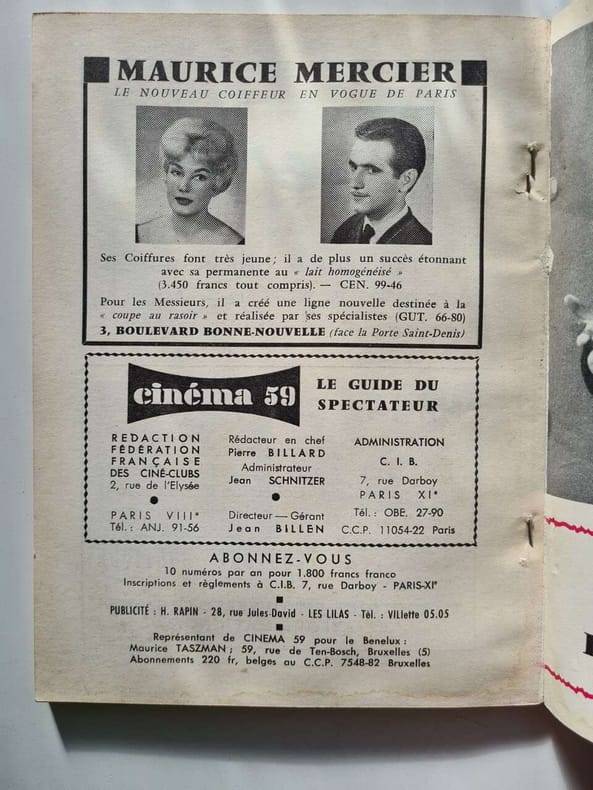 MAURICE MERCIER
LE NOUVEAU COIFFEUR EN VOGUE DE PARIS
Ses Coiffures font très jeune ; il a de plus un succès étonnant
avec sa permanente au « lait homogénéisé »
(3.450 francs tout compris). — CEN. 99-46
Pour les Messieurs, il a créé une ligne nouvelle destinée à la
« coupe au rasoir » et réalisée par ses spécialistes (GUT. 66-80)
3, BOULEVARD BONNE-NOUVELLE (face la Porte Saint-Denis)
cinéma 59
LE GUIDE DU
SPECTATEUR
REDACTION
FÉDÉRATION
FRANÇAISE
DES CINÉ-CLUBS
2, rue de l'Elysée
PARIS VIIIe
Tél. : ANJ. 91-56
Rédacteur en chef
Pierre BILLARD
Administrateur
Jean SCHNITZER
Directeur — Gérant
Jean BILLEN
ADMINISTRATION
C. I. B.
7, rue Darboy
PARIS XIe
Tél. : OBE. 27-90
C.C.P. 11054-22 Paris
ABONNEZ-VOUS
10 numéros par an pour 1.800 francs franco
Inscriptions et règlements à C.I.B. 7, rue Darboy - PARIS-XIe
PUBLICITÉ : H. RAPIN - 28, rue Jules-David - LES LILAS - Tél. : VIllette 05.05
Représentant de CINEMA 59 pour le Benelux :
Maurice TASZMAN ; 59, rue de Ten-Bosch, Bruxelles (5)
Abonnements 220 fr, belges au C.C.P. 7548-82 Bruxelles